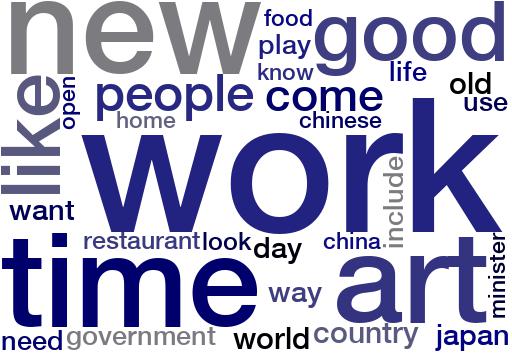 new
food
play
good
know
life
like
open
people
come
old
use
home
chinese
work
include
want
restaurant
look
day
china
minister
time
way
art
need
government
world
country
japan